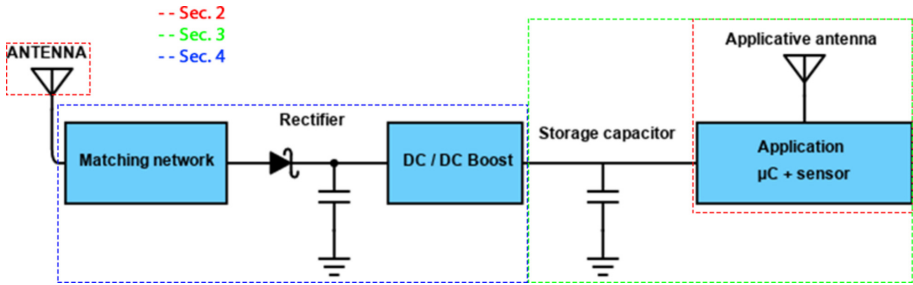 - - Sec. 2
- - Sec. 3
- - Sec. 4
ANTENNA
Applicative antenna
Rectifier
Storage capacitor
Matching network
DC / DC Boost
Application
µC + sensor